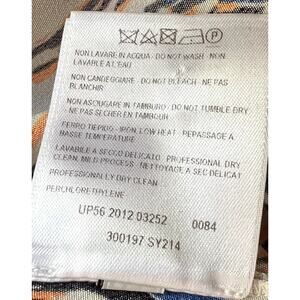 P
NON LAVARE IN ACQUA - DO NOT WASH - NON
LAVABLE A L'EAU
NON CANDEGGIARE - DO NOT BLEACH - NE PAS
BLANCHIR
NON ASCIUGARE IN TAMBURO - DO NOT TUMBLE DRY
- NE PAS SECHER EN TAMBOUR
FERRO TIEPIDO - IRON, LOW HEAT - REPASSAGE A
BASSE TEMPÉRATURE
LAVABILE A SECCO DELICATO - PROFESSIONAL DRY
CLEAN, MILD PROCESS - NETTOYAGE A SEC DELICAT
PROFESSIONALLY DRY CLEAN
PERCHLORETHYLENE
UP56 2012 03252 0084
300197 SY214